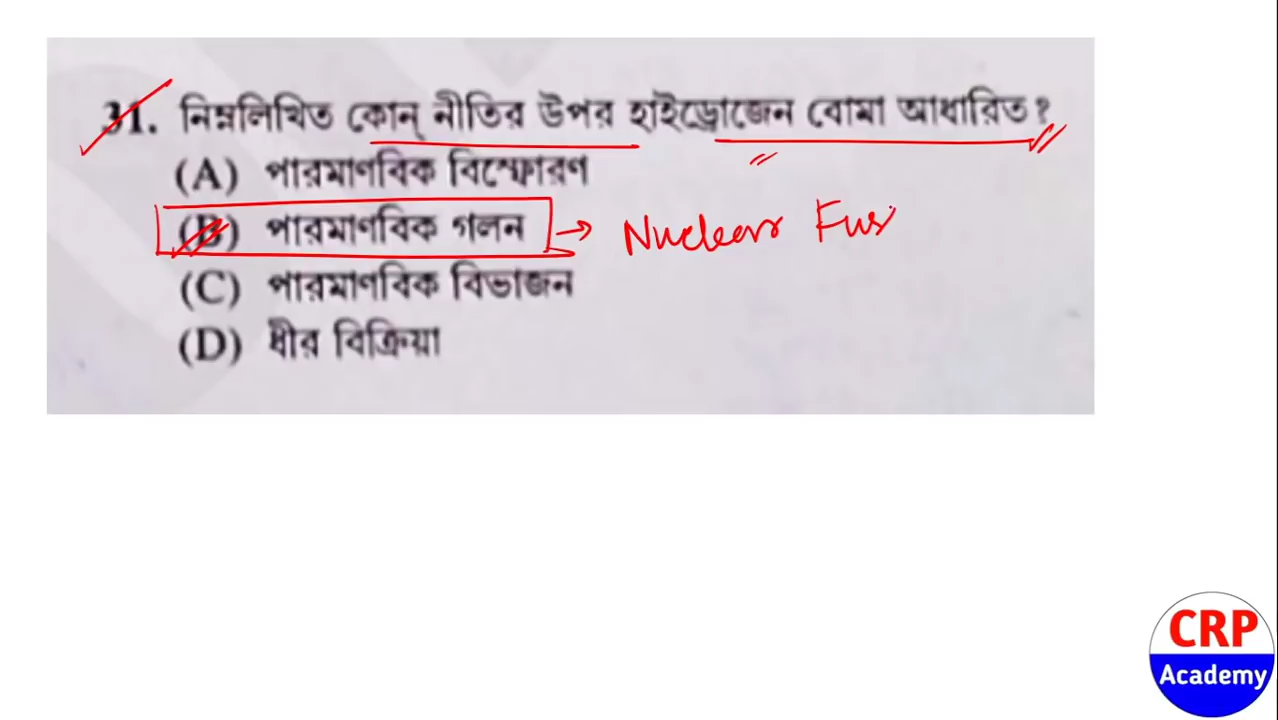 31. নিম্নলিখিত কোন্ নীতির উপর হাইড্রোজেন বোমা আধারিত?
(A) পারমাণবিক বিস্ফোরণ
(B) পারমাণবিক গলন → Nuclear Fus
(C) পারমাণবিক বিভাজন
(D) ধীর বিক্রিয়া
CRP
Academy